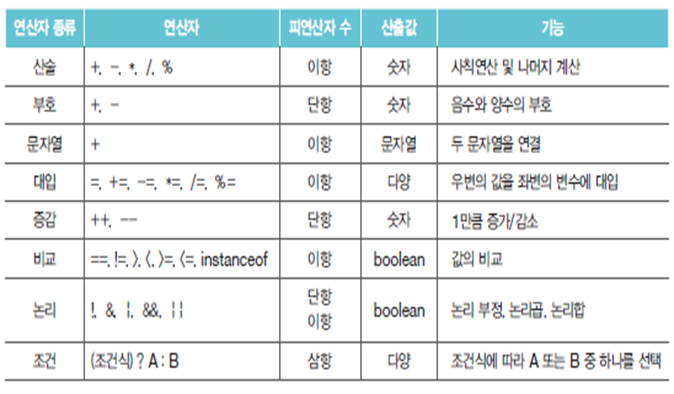 연산자 종류 연산자 피연산자 수 산출값 기능
산술 +, -, *, /, % 이항 숫자 사칙연산 및 나머지 계산
부호 +, - 단항 숫자 음수와 양수의 부호
문자열 + 이항 문자열 두 문자열을 연결
대입 =, +=, -=, *=, /=, %= 이항 다양 우변의 값을 좌변의 변수에 대입
증감 ++, -- 단항 숫자 1만큼 증가/감소
비교 ==, !=, >, <, >=, <=, instanceof 이항 boolean 값의 비교
논리 !, &, |, &&, || 단항 이항 boolean 논리 부정, 논리곱, 논리합
조건 (조건식) ? A : B 삼항 다양 조건식에 따라 A 또는 B 중 하나를 선택